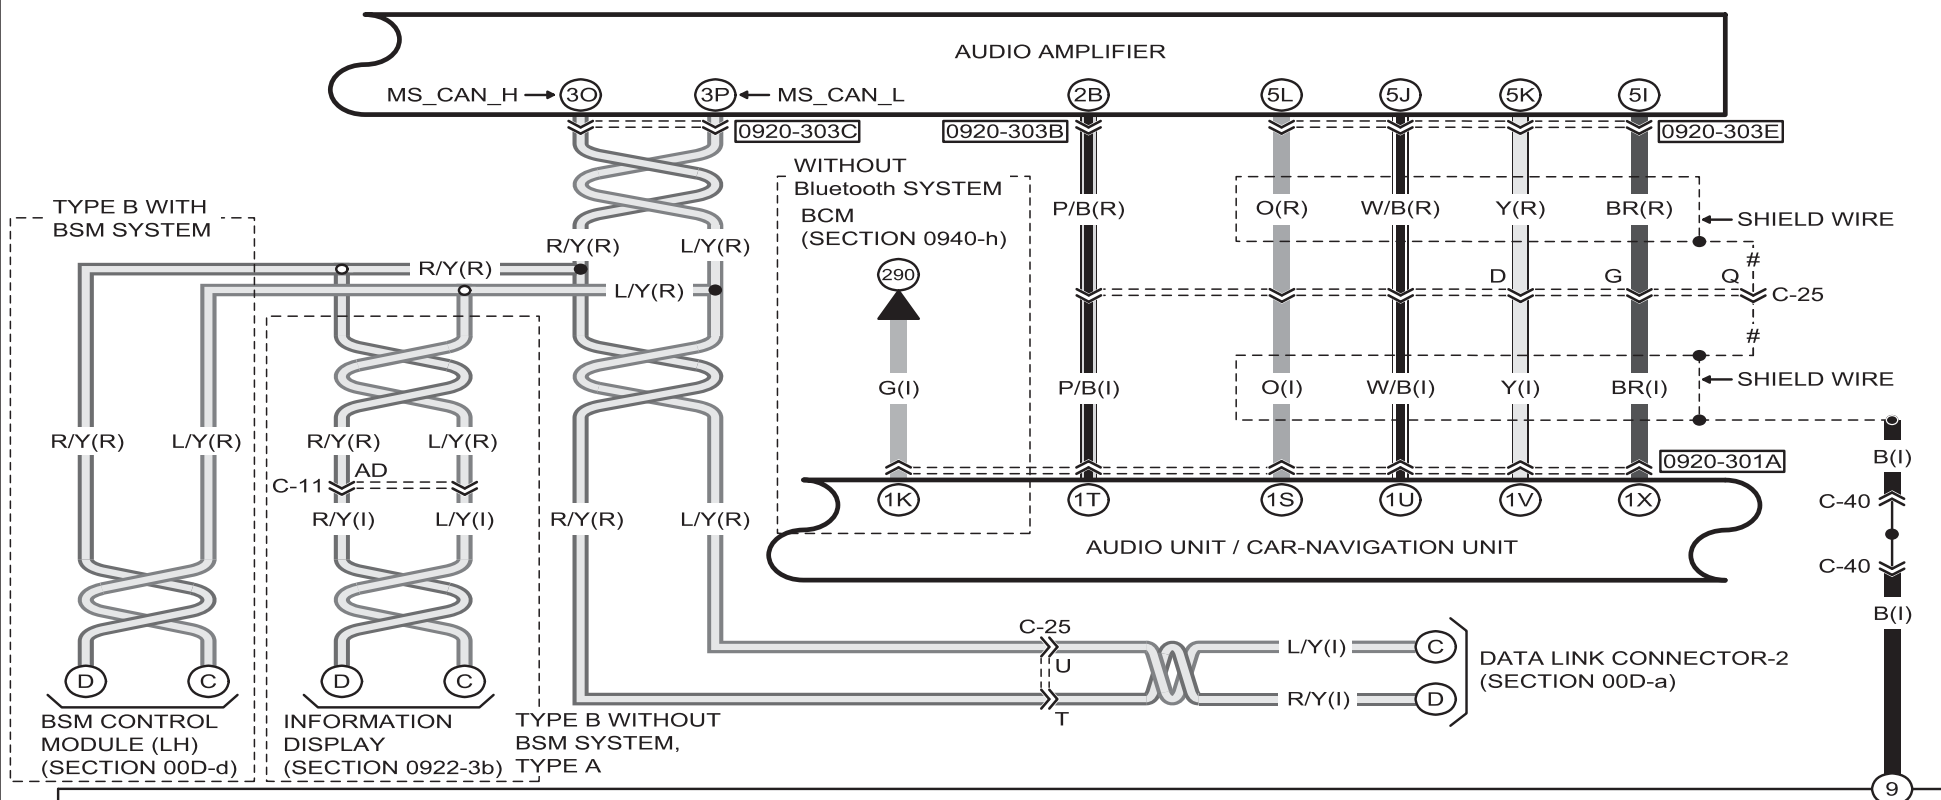 AUDIO AMPLIFIER
MS_CAN_H
3O
3P
MS_CAN_L
2B
5L
5J
5K
5I
0920-303C
0920-303B
0920-303E
WITHOUT
Bluetooth SYSTEM
BCM
(SECTION 0940-h)
290
TYPE B WITH
BSM SYSTEM
P/B(R)
O(R)
W/B(R)
Y(R)
BR(R)
SHIELD WIRE
R/Y(R)
L/Y(R)
R/Y(R)
L/Y(R)
#
D
G
Q
C-25
#
G(I)
P/B(I)
O(I)
W/B(I)
Y(I)
BR(I)
SHIELD WIRE
R/Y(R)
L/Y(R)
R/Y(R)
L/Y(R)
B(I)
0920-301A
AD
C-11
1K
1T
1S
1U
1V
1X
C-40
R/Y(I)
L/Y(I)
R/Y(R)
L/Y(R)
AUDIO UNIT / CAR-NAVIGATION UNIT
C-40
B(I)
C-25
U
T
L/Y(I)
C
R/Y(I)
D
DATA LINK CONNECTOR-2
(SECTION 00D-a)
D
C
D
C
BSM CONTROL
MODULE (LH)
(SECTION 00D-d)
INFORMATION
DISPLAY
(SECTION 0922-3b)
TYPE B WITHOUT
BSM SYSTEM,
TYPE A
9